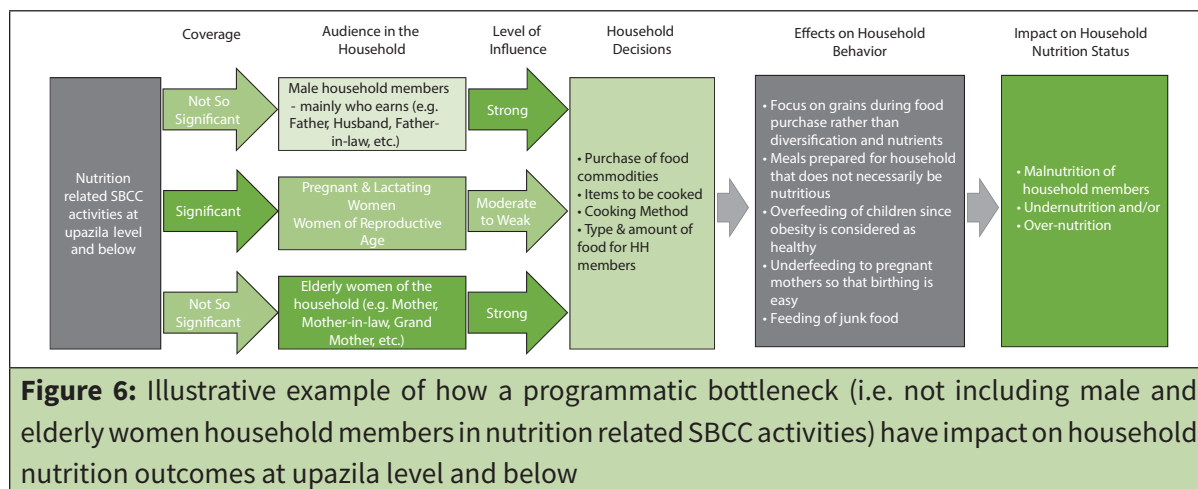 Coverage
Audience in the
Household
Level of
Influence
Household
Decisions
Effects on Household
Behavior
Impact on Household
Nutrition Status
Nutrition
related SBCC
activities at
upazila level
and below
Not So
Significant
Male household members
- mainly who earns (e.g.
Father, Husband, Father-
in-law, etc.)
Strong
Significant
Pregnant & Lactating
Women
Women of Reproductive
Age
Moderate
to Weak
Not So
Significant
Elderly women of the
household (e.g. Mother,
Mother-in-law, Grand
Mother, etc.)
Strong
• Purchase of food
commodities
• Items to be cooked
• Cooking Method
• Type & amount of
food for HH
members
• Focus on grains during food
purchase rather than
diversification and nutrients
• Meals prepared for household
that does not necessarily be
nutritious
• Overfeeding of children since
obesity is considered as
healthy
• Underfeeding to pregnant
mothers so that birthing is
easy
• Feeding of junk food
• Malnutrition of
household members
• Undernutrition and/or
• Over-nutrition
Figure 6: Illustrative example of how a programmatic bottleneck (i.e. not including male and
elderly women household members in nutrition related SBCC activities) have impact on household
nutrition outcomes at upazila level and below